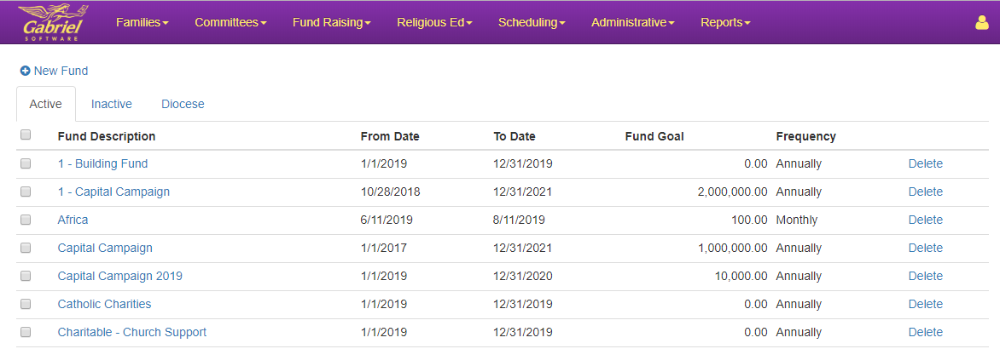 Gabriel
SOFTWARE
Families Committees Fund Raising Religious Ed Scheduling Administrative Reports
New Fund
Active Inactive Diocese
Fund Description From Date To Date Fund Goal Frequency
1 - Building Fund 1/1/2019 12/31/2019 0.00 Annually Delete
1 - Capital Campaign 10/28/2018 12/31/2021 2,000,000.00 Annually Delete
Africa 6/11/2019 8/11/2019 100.00 Monthly Delete
Capital Campaign 1/1/2017 12/31/2021 1,000,000.00 Annually Delete
Capital Campaign 2019 1/1/2019 12/31/2020 10,000.00 Annually Delete
Catholic Charities 1/1/2019 12/31/2019 0.00 Annually Delete
Charitable - Church Support 1/1/2019 12/31/2019 0.00 Annually Delete